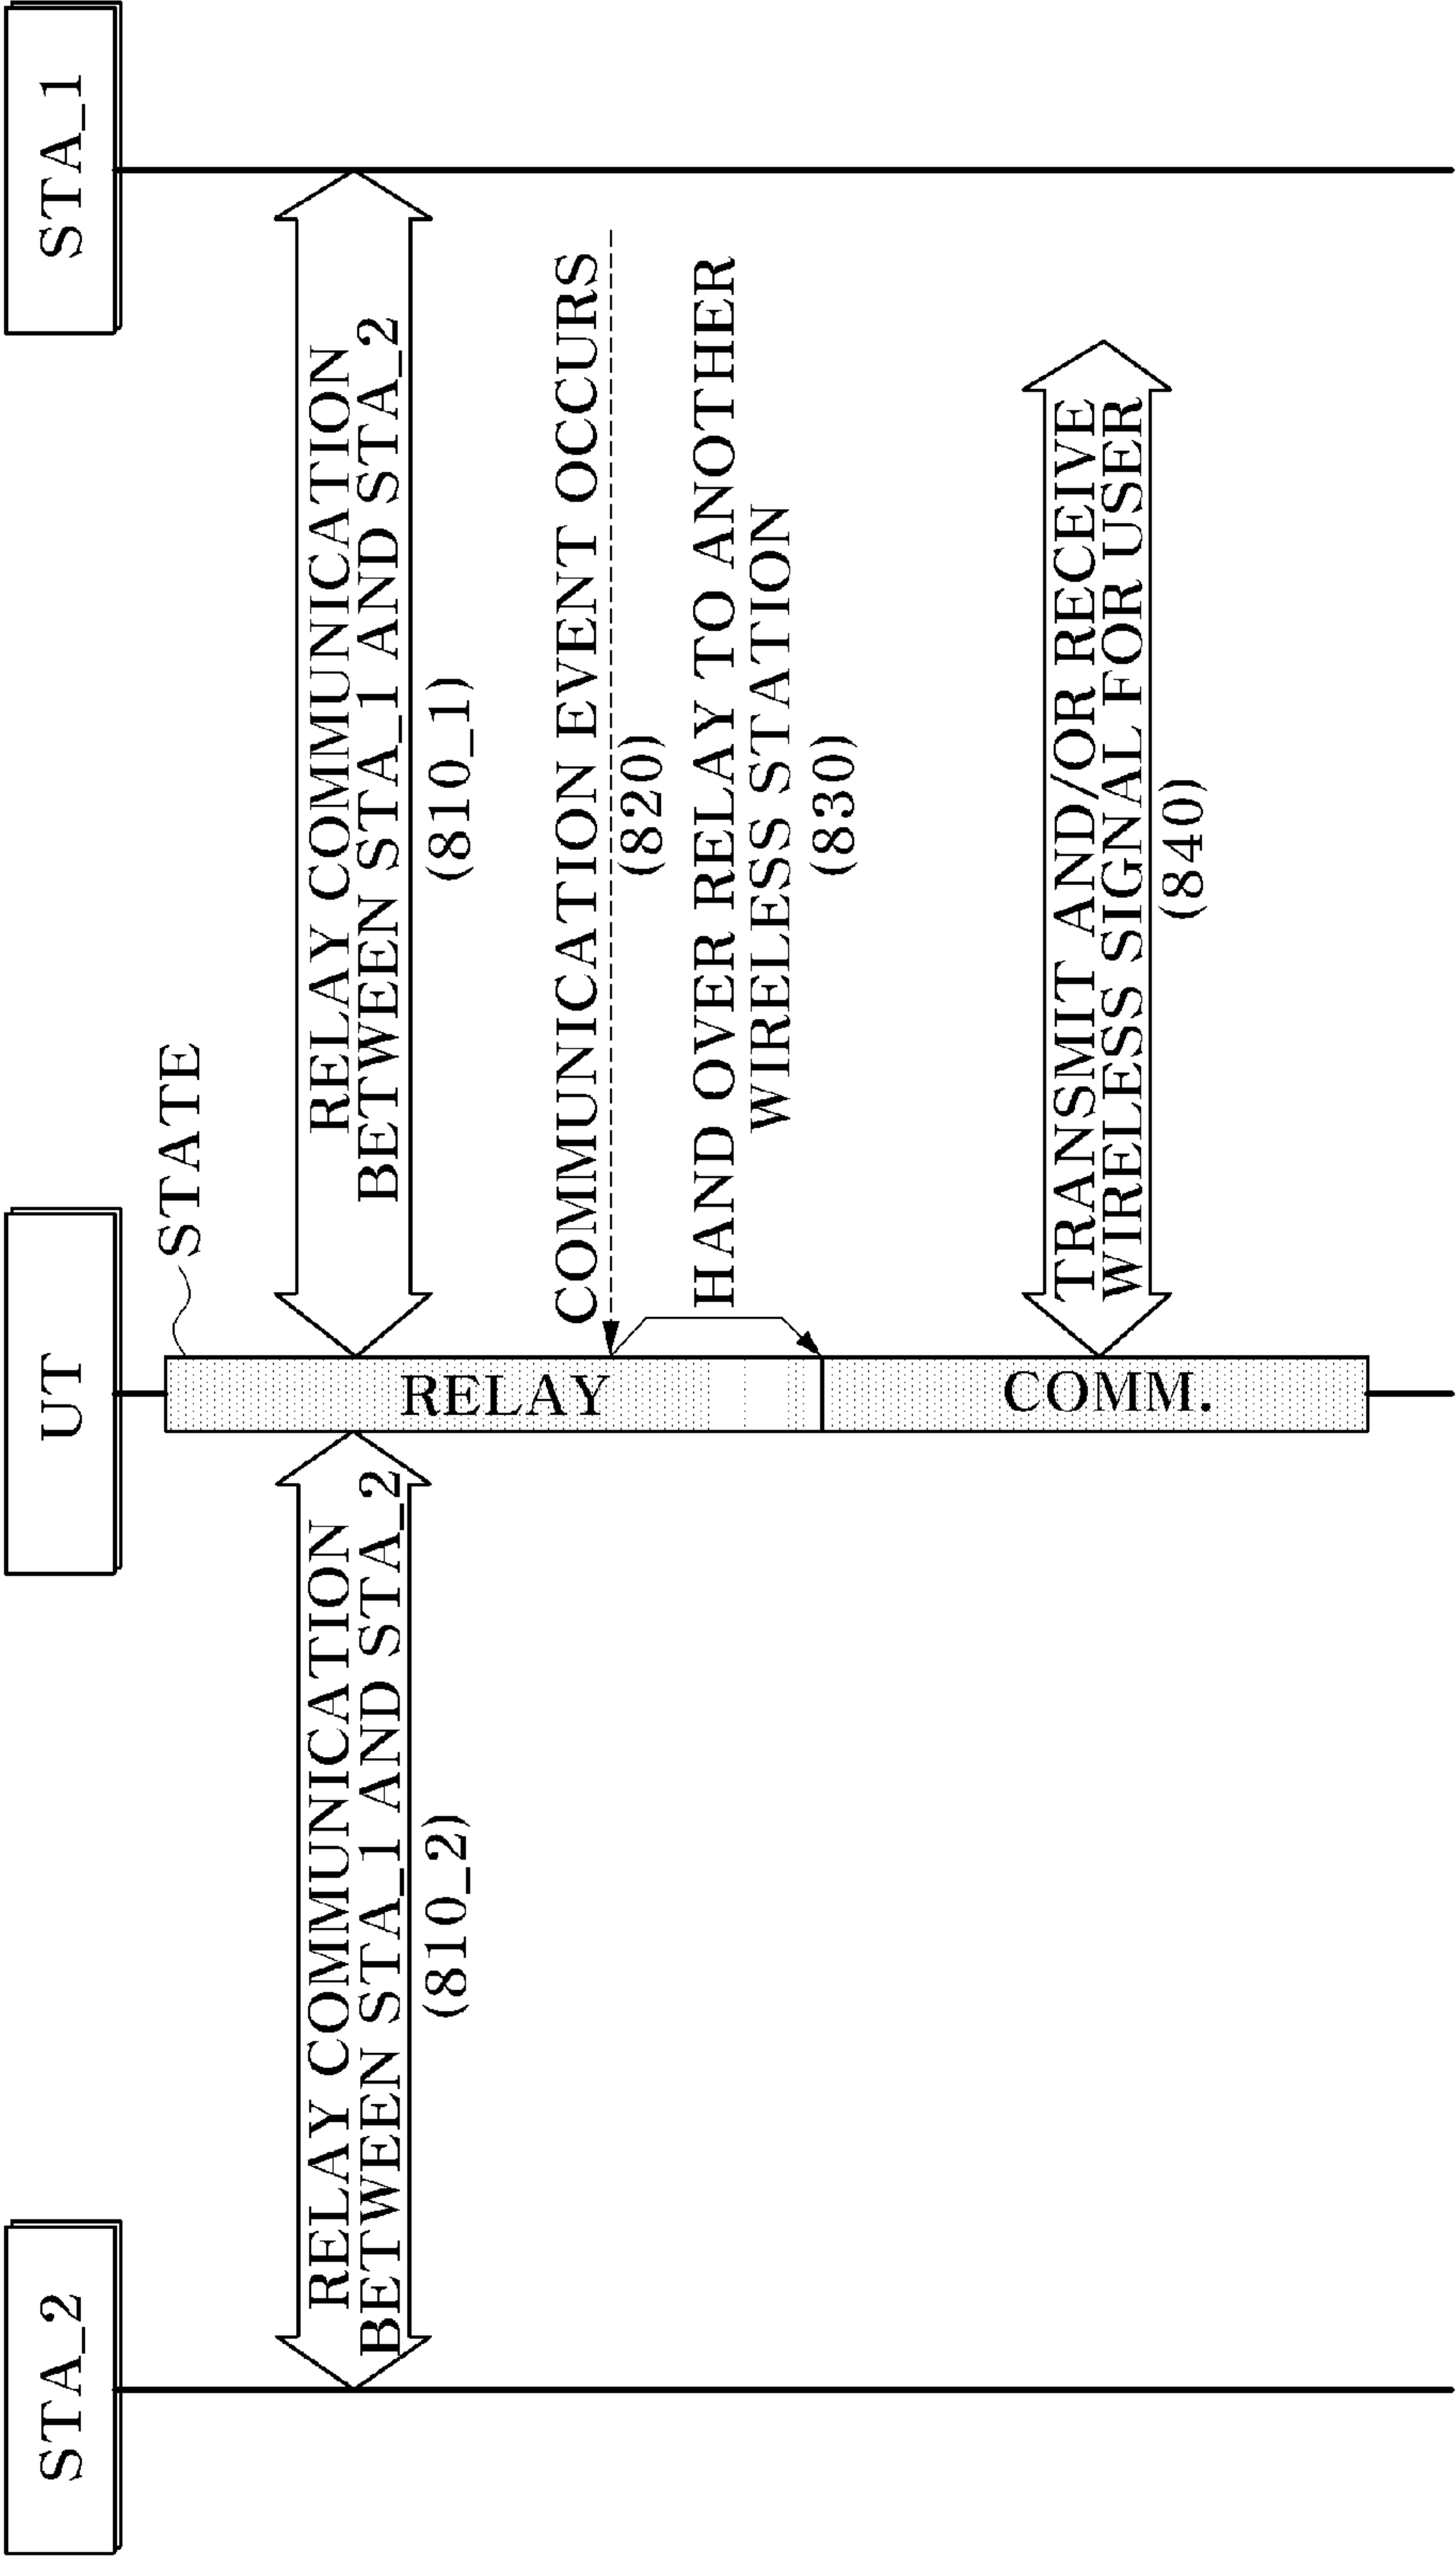 STA_2
UT
STA_1
STATE
RELAY COMMUNICATION
BETWEEN STA_1 AND STA_2
(810_2)
RELAY COMMUNICATION
BETWEEN STA_1 AND STA_2
(810_1)
RELAY
COMMUNICATION EVENT OCCURS
(820)
HAND OVER RELAY TO ANOTHER
WIRELESS STATION
(830)
COMM.
TRANSMIT AND/OR RECEIVE
WIRELESS SIGNAL FOR USER
(840)